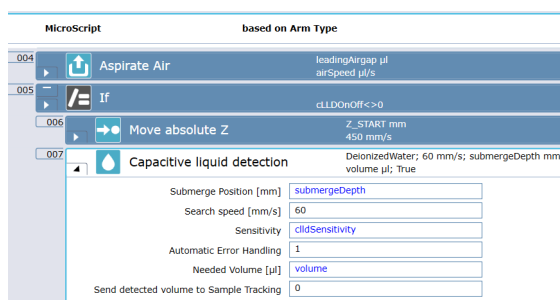 MicroScript based on Arm Type
004 Aspirate Air leadingAirgap µl
airSpeed µl/s
005 If
cLLDOnOff<>0
006 Move absolute Z Z_START mm
450 mm/s
007 Capacitive liquid detection DeionizedWater; 60 mm/s; submergeDepth mm
volume µl; True
Submerge Position [mm] submergeDepth
Search speed [mm/s] 60
Sensitivity clldSensitivity
Automatic Error Handling 1
Needed Volume [µl] volume
Send detected volume to Sample Tracking 0